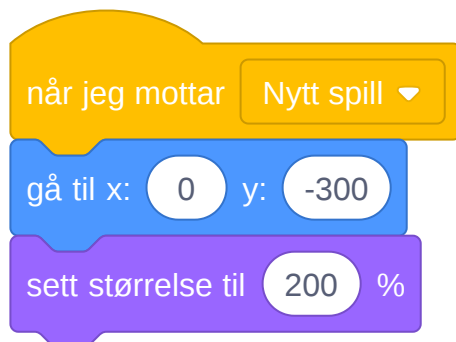 når jeg mottar Nytt spill
gå til x: 0 y: -300
sett størrelse til 200 %